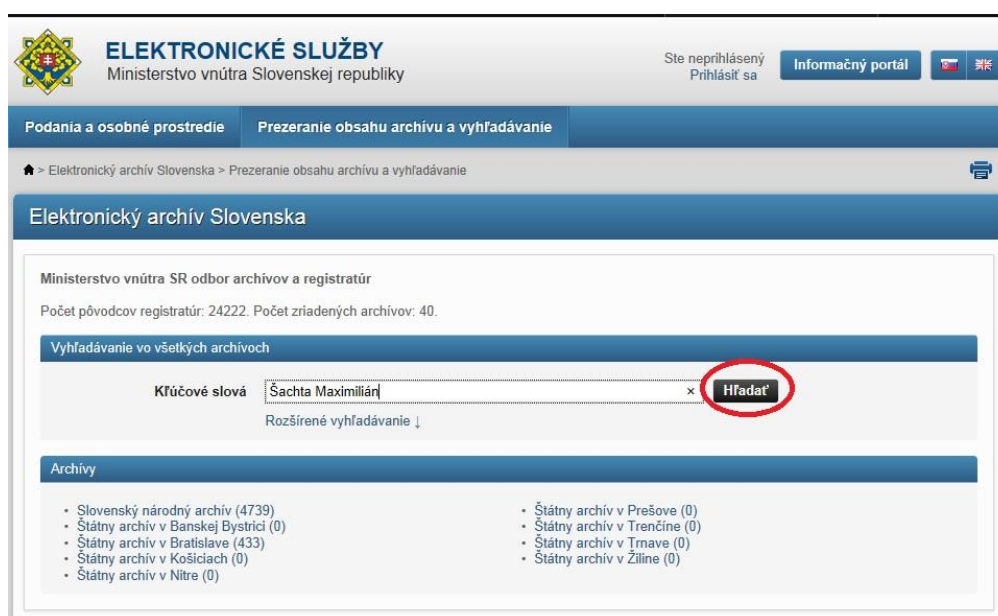 ELEKTRONICKÉ SLUŽBY
Ministerstvo vnútra Slovenskej republiky
Ste neprihlásený
Prihlásiť sa
Informačný portál
Podania a osobné prostredie
Prezeranie obsahu archívu a vyhľadávanie
> Elektronický archív Slovenska > Prezeranie obsahu archívu a vyhľadávanie
Elektronický archív Slovenska
Ministerstvo vnútra SR odbor archívov a registratúr
Počet pôvodcov registratúr: 24222. Počet zriadených archívov: 40.
Vyhľadávanie vo všetkých archívoch
Kľúčové slová
Šachta Maximilián
×
Hľadať
Rozšírené vyhľadávanie ↓
Archívy
• Slovenský národný archív (4739)
• Štátny archív v Banskej Bystrici (0)
• Štátny archív v Bratislave (433)
• Štátny archív v Košiciach (0)
• Štátny archív v Nitre (0)
• Štátny archív v Prešove (0)
• Štátny archív v Trenčíne (0)
• Štátny archív v Trnave (0)
• Štátny archív v Žiline (0)